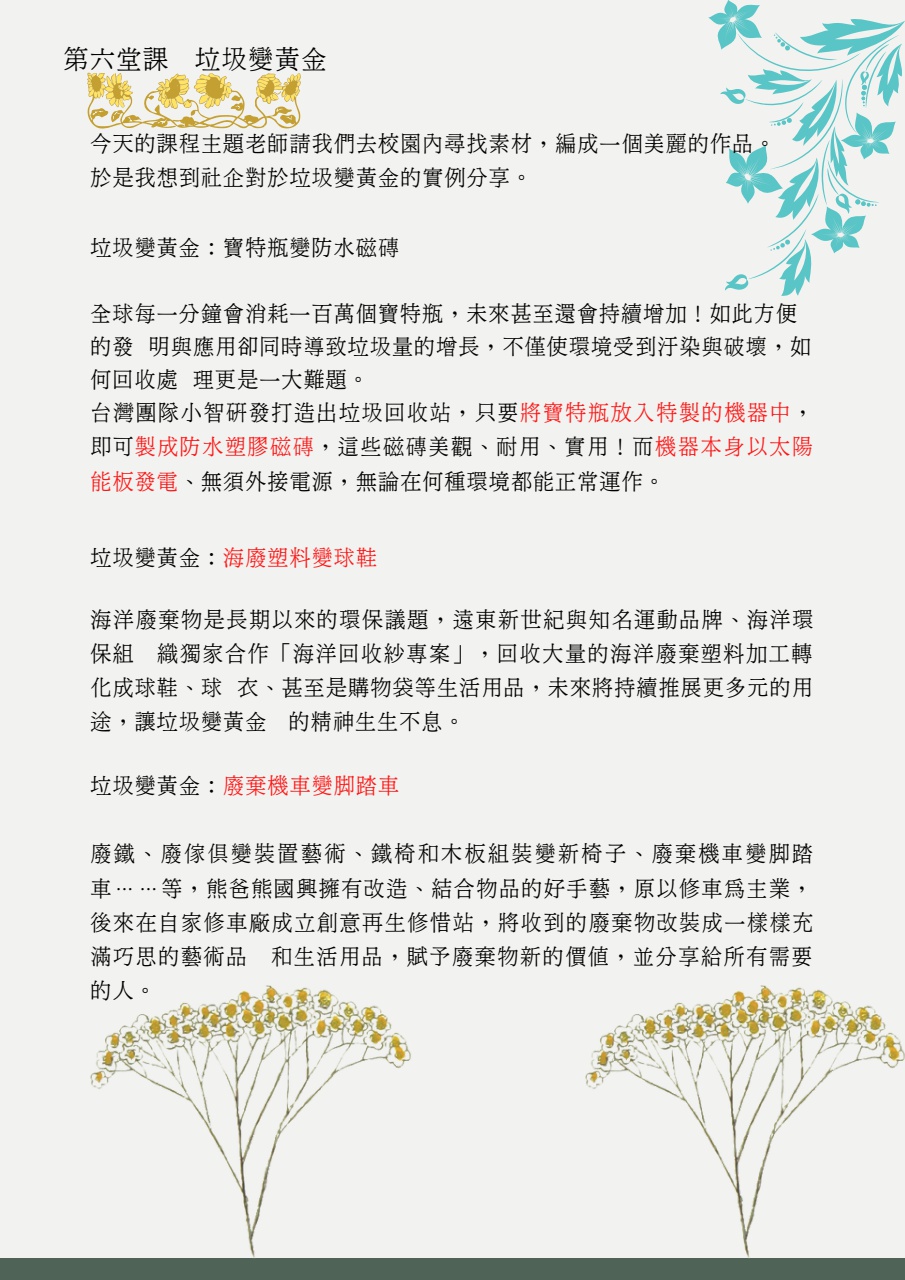 第六堂課　垃圾變黃金
今天的課程主題老師請我們去校園內尋找素材，編成一個美麗的作品。
於是我想到社企對於垃圾變黃金的實例分享。
垃圾變黃金：寶特瓶變防水磁磚
全球每一分鐘會消耗一百萬個寶特瓶，未來甚至還會持續增加！如此方便
的發 明與應用卻同時導致垃圾量的增長，不僅使環境受到汙染與破壞，如
何回收處 理更是一大難題。
台灣團隊小智研發打造出垃圾回收站，只要將寶特瓶放入特製的機器中，
即可製成防水塑膠磁磚，這些磁磚美觀、耐用、實用！而機器本身以太陽
能板發電、無須外接電源，無論在何種環境都能正常運作。
垃圾變黃金：海廢塑料變球鞋
海洋廢棄物是長期以來的環保議題，遠東新世紀與知名運動品牌、海洋環
保組　織獨家合作「海洋回收紗專案」，回收大量的海洋廢棄塑料加工轉
化成球鞋、球 衣、甚至是購物袋等生活用品，未來將持續推展更多元的用
途，讓垃圾變黃金　的精神生生不息。
垃圾變黃金：廢棄機車變脚踏車
廢鐵、廢傢俱變裝置藝術、鐵椅和木板組裝變新椅子、廢棄機車變脚踏
車⋯⋯等，熊爸熊國興擁有改造、結合物品的好手藝，原以修車爲主業，
後來在自家修車廠成立創意再生修惜站，將收到的廢棄物改裝成一樣樣充
滿巧思的藝術品　和生活用品，賦予廢棄物新的價値，並分享給所有需要
的人。